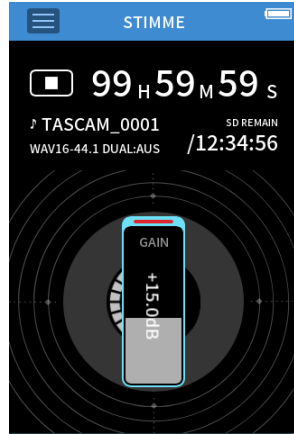 STIMME
99 H 59 M 59 S
♪ TASCAM_0001
SD REMAIN
WAV16-44.1 DUAL:AUS
/12:34:56
GAIN
+15.0dB